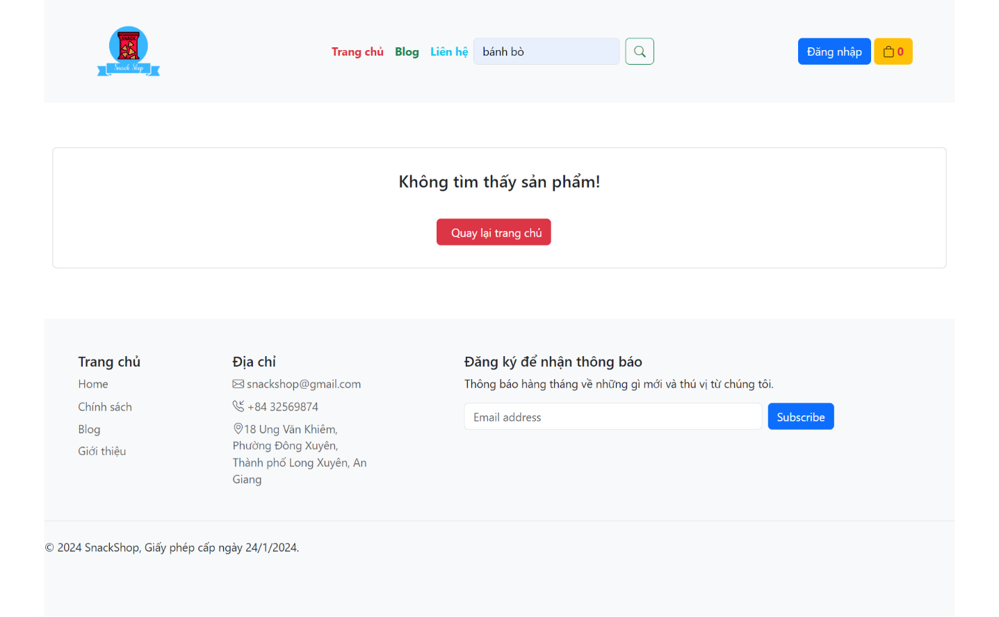 SNACK
Snack Shop
Trang chủ Blog Liên hệ bánh bò
Đăng nhập 0
Không tìm thấy sản phẩm!
Quay lại trang chủ
Trang chủ
Home
Chính sách
Blog
Giới thiệu
Địa chỉ
snackshop@gmail.com
+84 32569874
18 Ung Văn Khiêm,
Phường Đông Xuyên,
Thành phố Long Xuyên, An
Giang
Đăng ký để nhận thông báo
Thông báo hàng tháng về những gì mới và thú vị từ chúng tôi.
Email address Subscribe
© 2024 SnackShop, Giấy phép cấp ngày 24/1/2024.